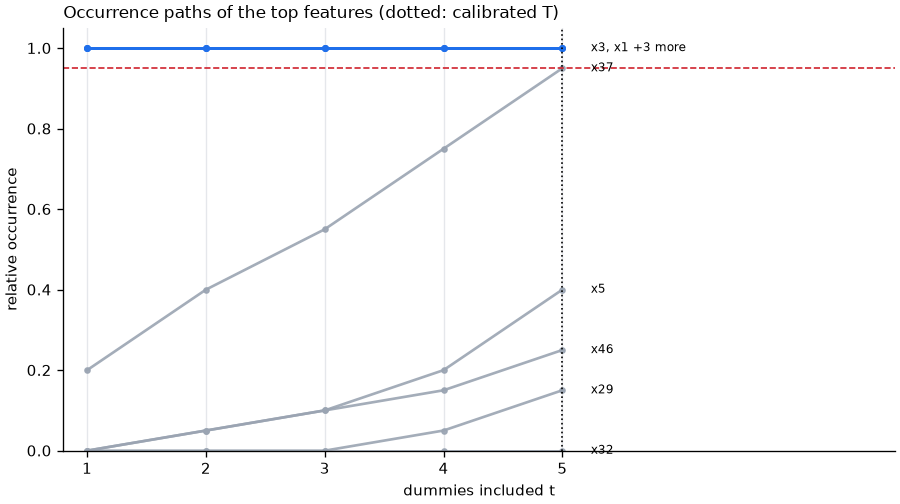 Occurrence paths of the top features (dotted: calibrated T)
relative occurrence
1.0
0.8
0.6
0.4
0.2
0.0
x3, x1 +3 more
x37
x5
x46
x29
x32
1 2 3 4 5
dummies included t